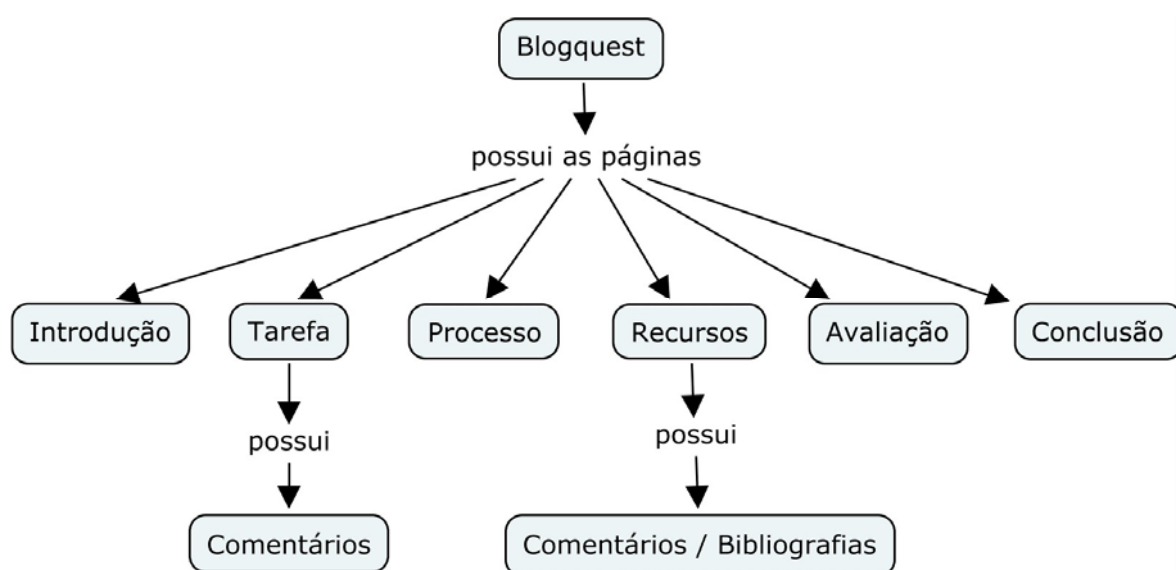 Blogquest
possui as páginas
Introdução
Tarefa
Processo
Recursos
Avaliação
Conclusão
possui
possui
Comentários
Comentários / Bibliografias